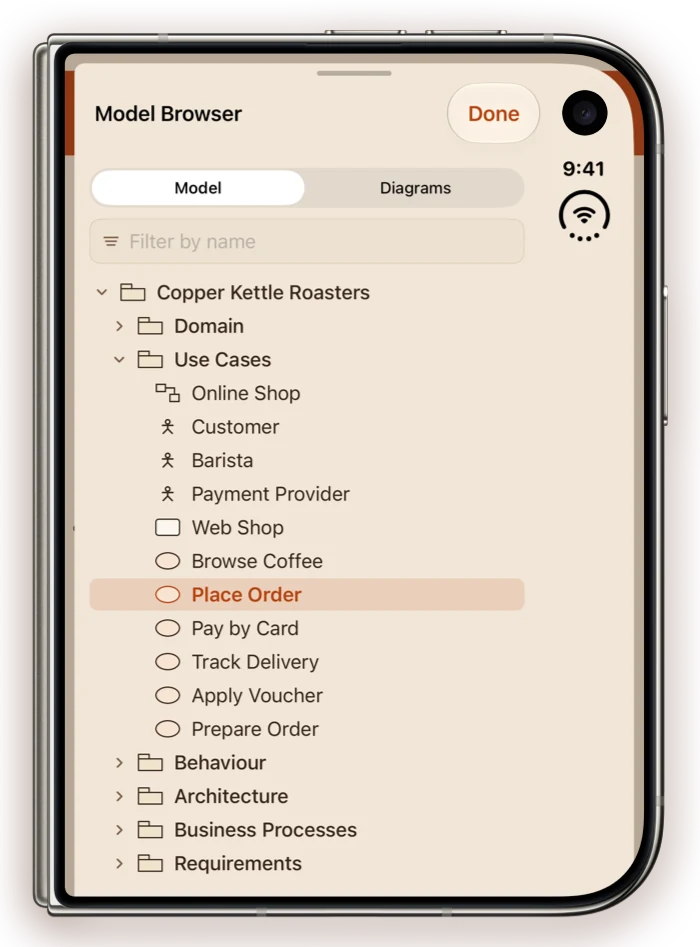 Model Browser
Done
9:41
Model
Diagrams
Filter by name
Copper Kettle Roasters
Domain
Use Cases
Online Shop
Customer
Barista
Payment Provider
Web Shop
Browse Coffee
Place Order
Pay by Card
Track Delivery
Apply Voucher
Prepare Order
Behaviour
Architecture
Business Processes
Requirements